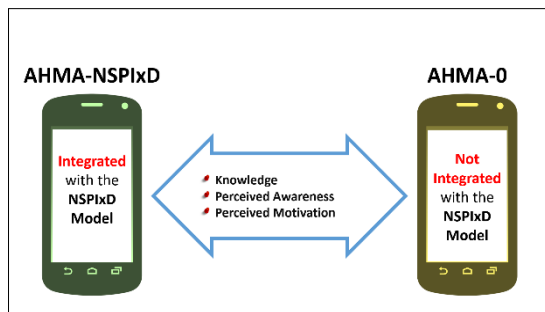 AHMA-NSPIxD
AHMA-0
Integrated
with the
NSPIxD
Model
Knowledge
Perceived Awareness
Perceived Motivation
Not
Integrated
with the
NSPIxD
Model